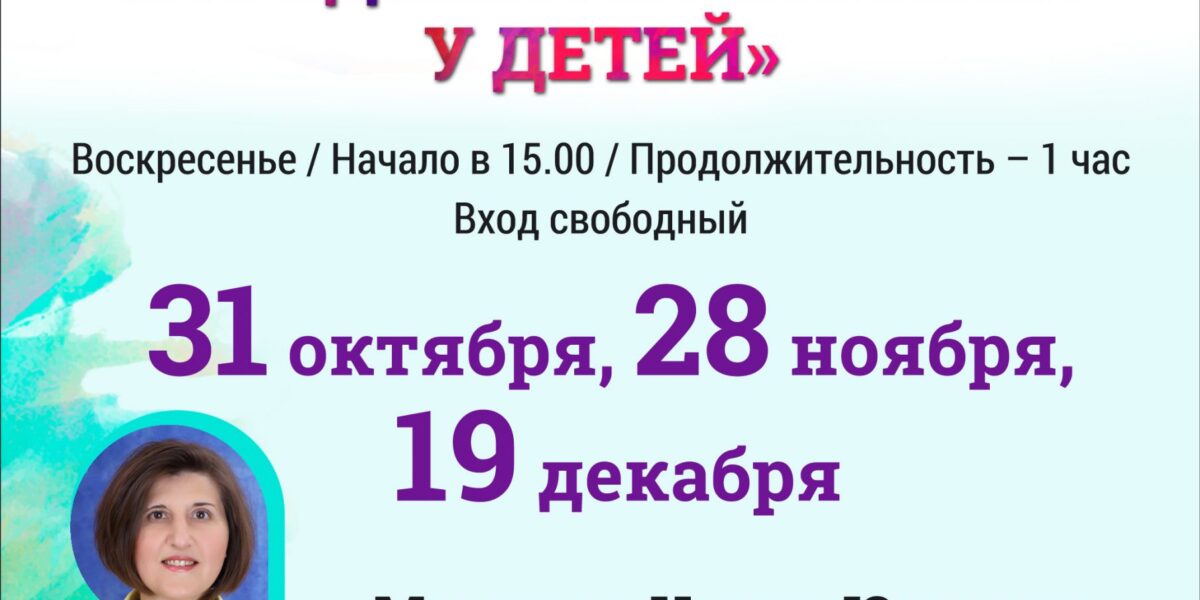 У ДЕТЕЙ»
Воскресенье / Начало в 15.00 / Продолжительность – 1 час
Вход свободный
31 октября, 28 ноября,
19 декабря